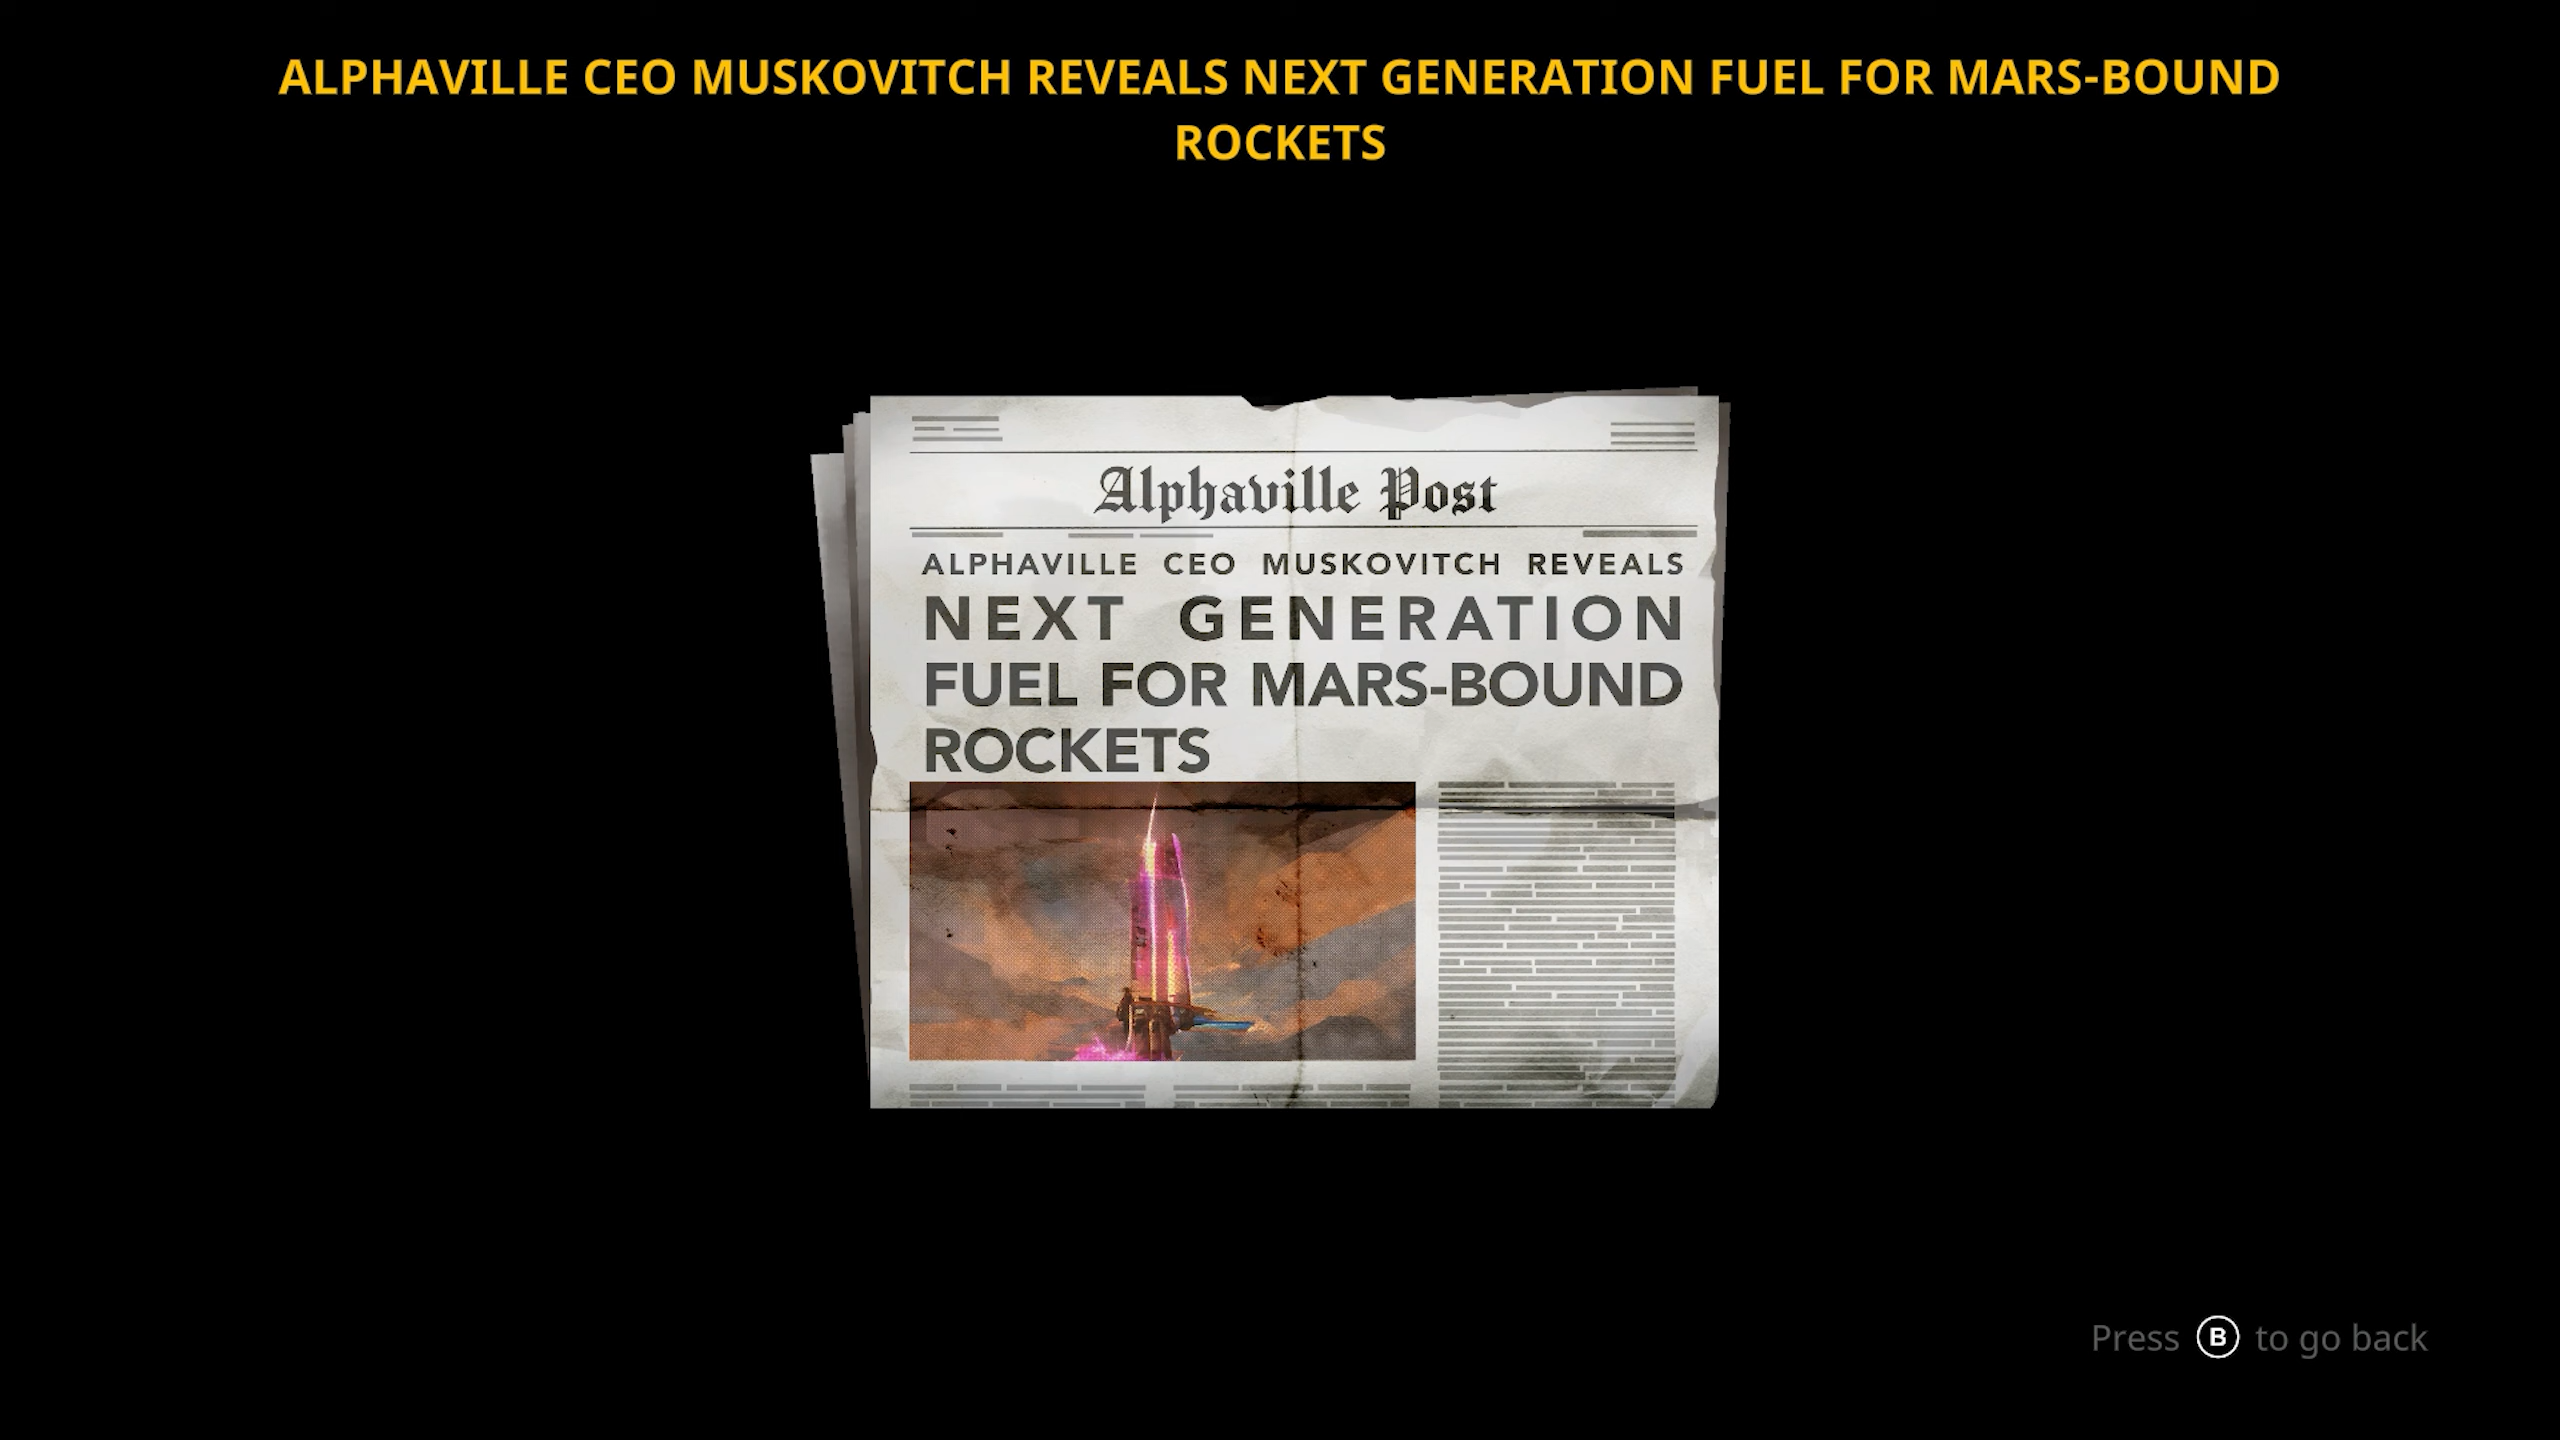 ALPHAVILLE CEO MUSKOVITCH REVEALS NEXT GENERATION FUEL FOR MARS-BOUND
ROCKETS
Alphaville Post
ALPHAVILLE CEO MUSKOVITCH REVEALS
NEXT GENERATION
FUEL FOR MARS-BOUND
ROCKETS
Press B to go back